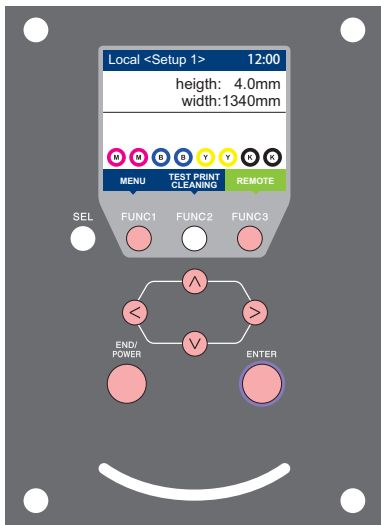 Local <Setup 1> 12:00
heigth: 4.0mm
width:1340mm
M M B B Y Y K K
MENU TEST PRINT CLEANING REMOTE
SEL FUNC1 FUNC2 FUNC3
END/
POWER
ENTER